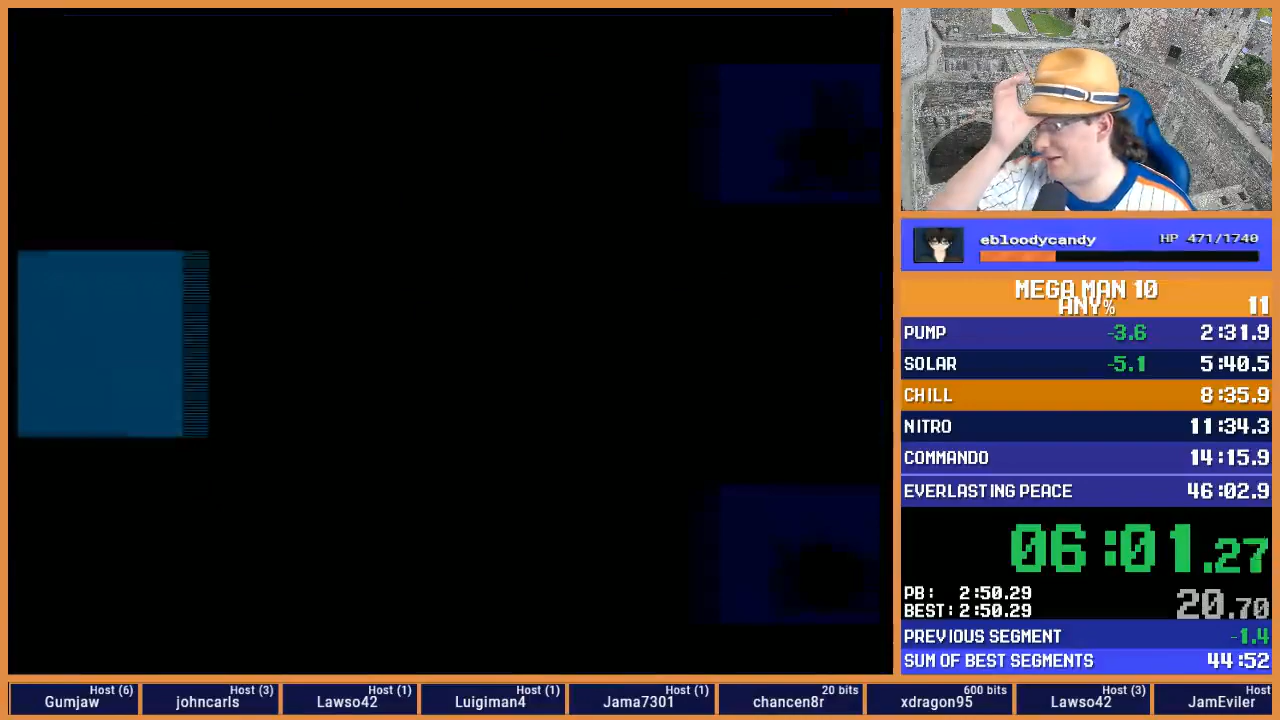 ebloodycandy HP 471/1740
MEGA MAN 10
ANY% 11
PUMP -3.6 2:31.9
SOLAR -5.1 5:40.5
CHILL 8:35.9
NITRO 11:34.3
COMMANDO 14:15.9
EVERLASTING PEACE 46:02.9
06:01.27
PB: 2:50.29
BEST: 2:50.29 20.70
PREVIOUS SEGMENT -1.4
SUM OF BEST SEGMENTS 44:52
Host (6) Host (3) Host (1) Host (1) Host (1) 20 bits 600 bits Host (3) Host
Gumjaw johncarls Lawso42 Luigiman4 Jama7301 chancen8r xdragon95 Lawso42 JamEviler